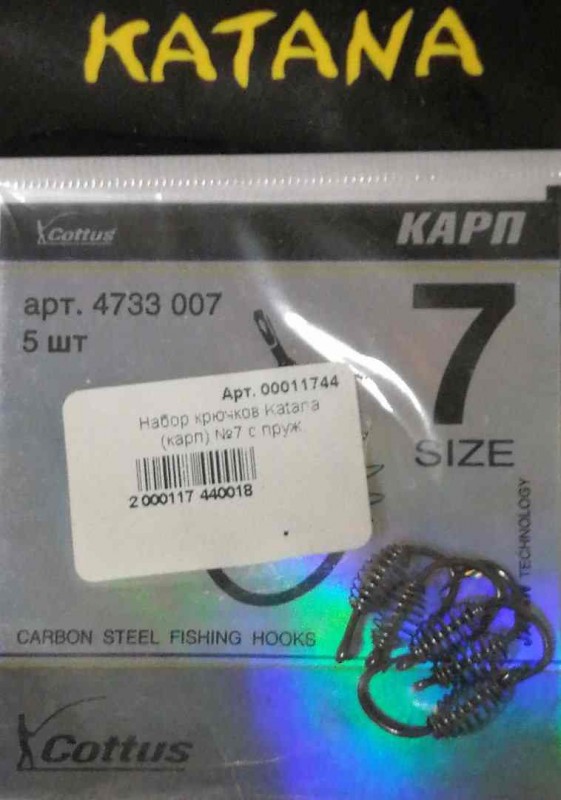 KATANA
Cottus
КАРП
арт. 4733 007
5 шт
7
SIZE
Арт. 00011744
Набор крючков Katana
(карп) №7 с пруж.
2 000117 440018
TECHNOLOGY
CARBON STEEL FISHING HOOKS
Cottus